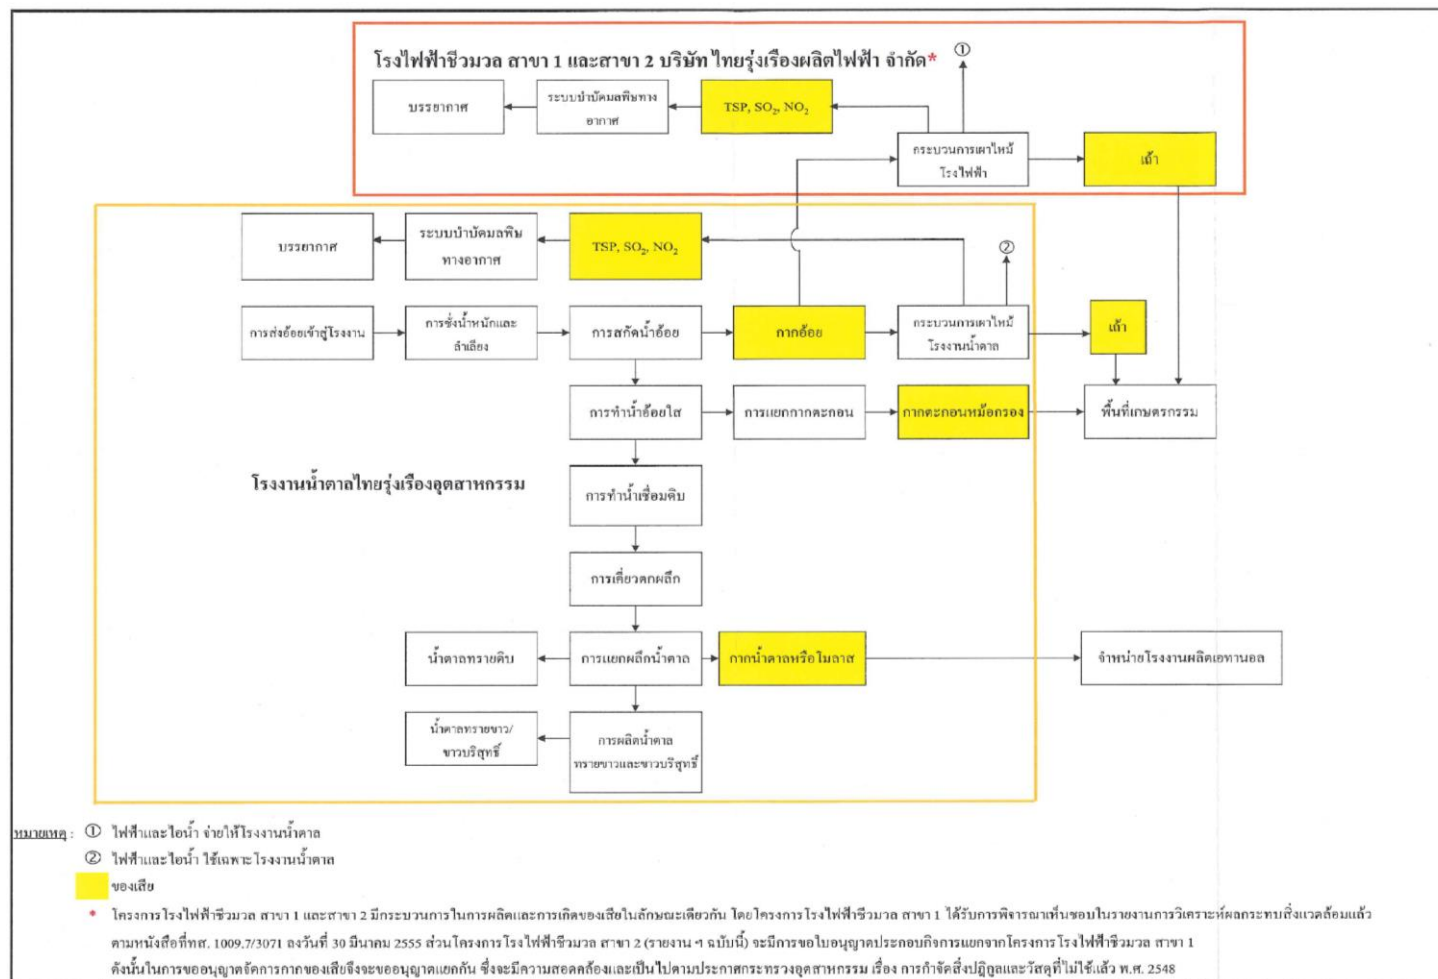 โรงไฟฟ้าชีวมวล สาขา 1 และสาขา 2 บริษัท ไทยรุ่งเรืองผลิตไฟฟ้า จำกัด*
①
บรรยากาศ
ระบบบำบัดมลพิษทาง
อากาศ
TSP, SO₂, NO₂
กระบวนการเผาไหม้
โรงไฟฟ้า
เถ้า
บรรยากาศ
ระบบบำบัดมลพิษ
ทางอากาศ
TSP, SO₂, NO₂
②
การส่งอ้อยเข้าสู่โรงงาน
การชั่งน้ำหนักและ
ลำเลียง
การสกัดน้ำอ้อย
กากอ้อย
กระบวนการเผาไหม้
โรงงานน้ำตาล
เถ้า
การทำน้ำอ้อยใส
การแยกกากตะกอน
กากตะกอนหม้อกรอง
พื้นที่เกษตรกรรม
โรงงานน้ำตาลไทยรุ่งเรืองอุตสาหกรรม
การทำน้ำเชื่อมดิบ
การเคี่ยวตกผลึก
น้ำตาลทรายดิบ
การแยกผลึกน้ำตาล
กากน้ำตาลหรือโมลาส
จำหน่ายโรงงานผลิตเอทานอล
น้ำตาลทรายขาว/
ขาวบริสุทธิ์
การผลิตน้ำตาล
ทรายขาวและขาวบริสุทธิ์
หมายเหตุ : ① ไฟฟ้าและไอน้ำ จ่ายให้โรงงานน้ำตาล
② ไฟฟ้าและไอน้ำ ใช้เฉพาะโรงงานน้ำตาล
ของเสีย
* โครงการโรงไฟฟ้าชีวมวล สาขา 1 และสาขา 2 มีกระบวนการในการผลิตและการเกิดของเสียในลักษณะเดียวกัน โดยโครงการโรงไฟฟ้าชีวมวล สาขา 1 ได้รับการพิจารณาเห็นชอบในรายงานการวิเคราะห์ผลกระทบสิ่งแวดล้อมแล้ว
ตามหนังสือที่ทส. 1009.7/3071 ลงวันที่ 30 มีนาคม 2555 ส่วนโครงการโรงไฟฟ้าชีวมวล สาขา 2 (รายงาน ฯ ฉบับนี้) จะมีการขอใบอนุญาตประกอบกิจการแยกจากโครงการโรงไฟฟ้าชีวมวล สาขา 1
ดังนั้นในการขออนุญาตจัดการกากของเสียจึงจะขออนุญาตแยกกัน ซึ่งจะมีความสอดคล้องและเป็นไปตามประกาศกระทรวงอุตสาหกรรม เรื่อง การกำจัดสิ่งปฏิกูลและวัสดุที่ไม่ใช้แล้ว พ.ศ. 2548